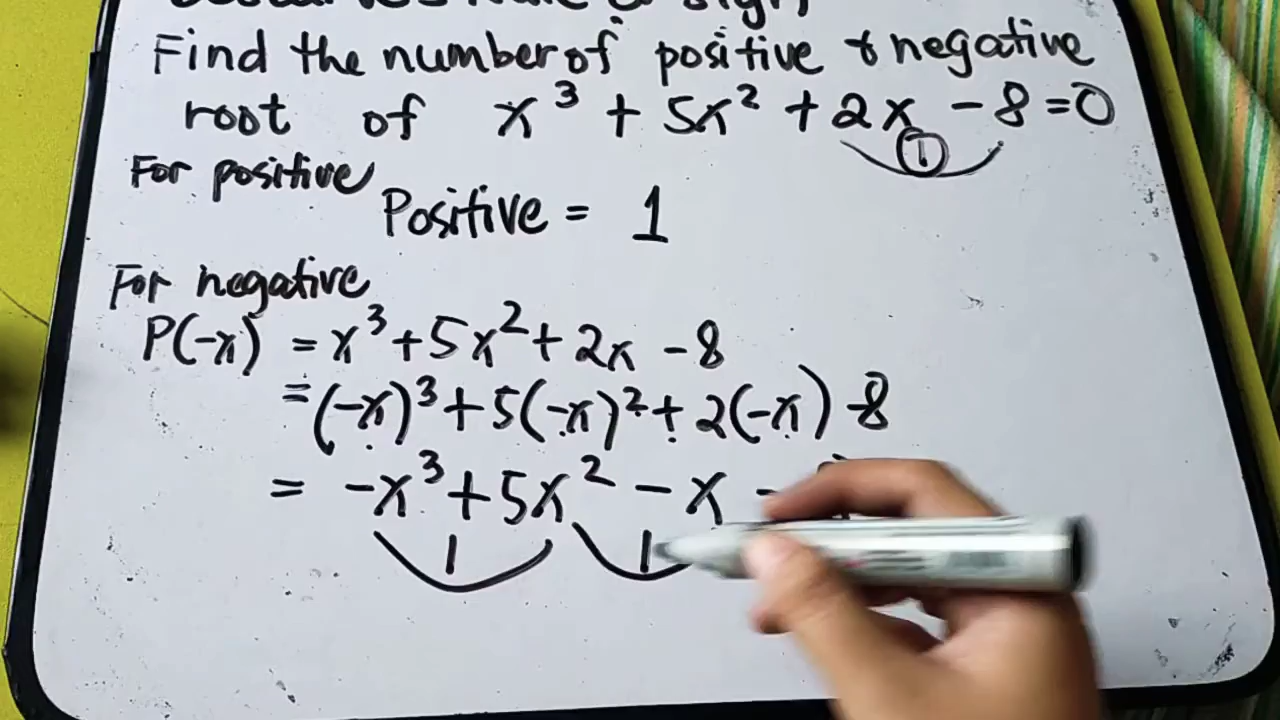 Find the number of positive & negative
root of x³ + 5x² + 2x - 8 = 0
1
For positive
Positive = 1
For negative
P(-x) = x³ + 5x² + 2x - 8
= (-x)³ + 5(-x)² + 2(-x) - 8
= -x³ + 5x² - x -
1 1